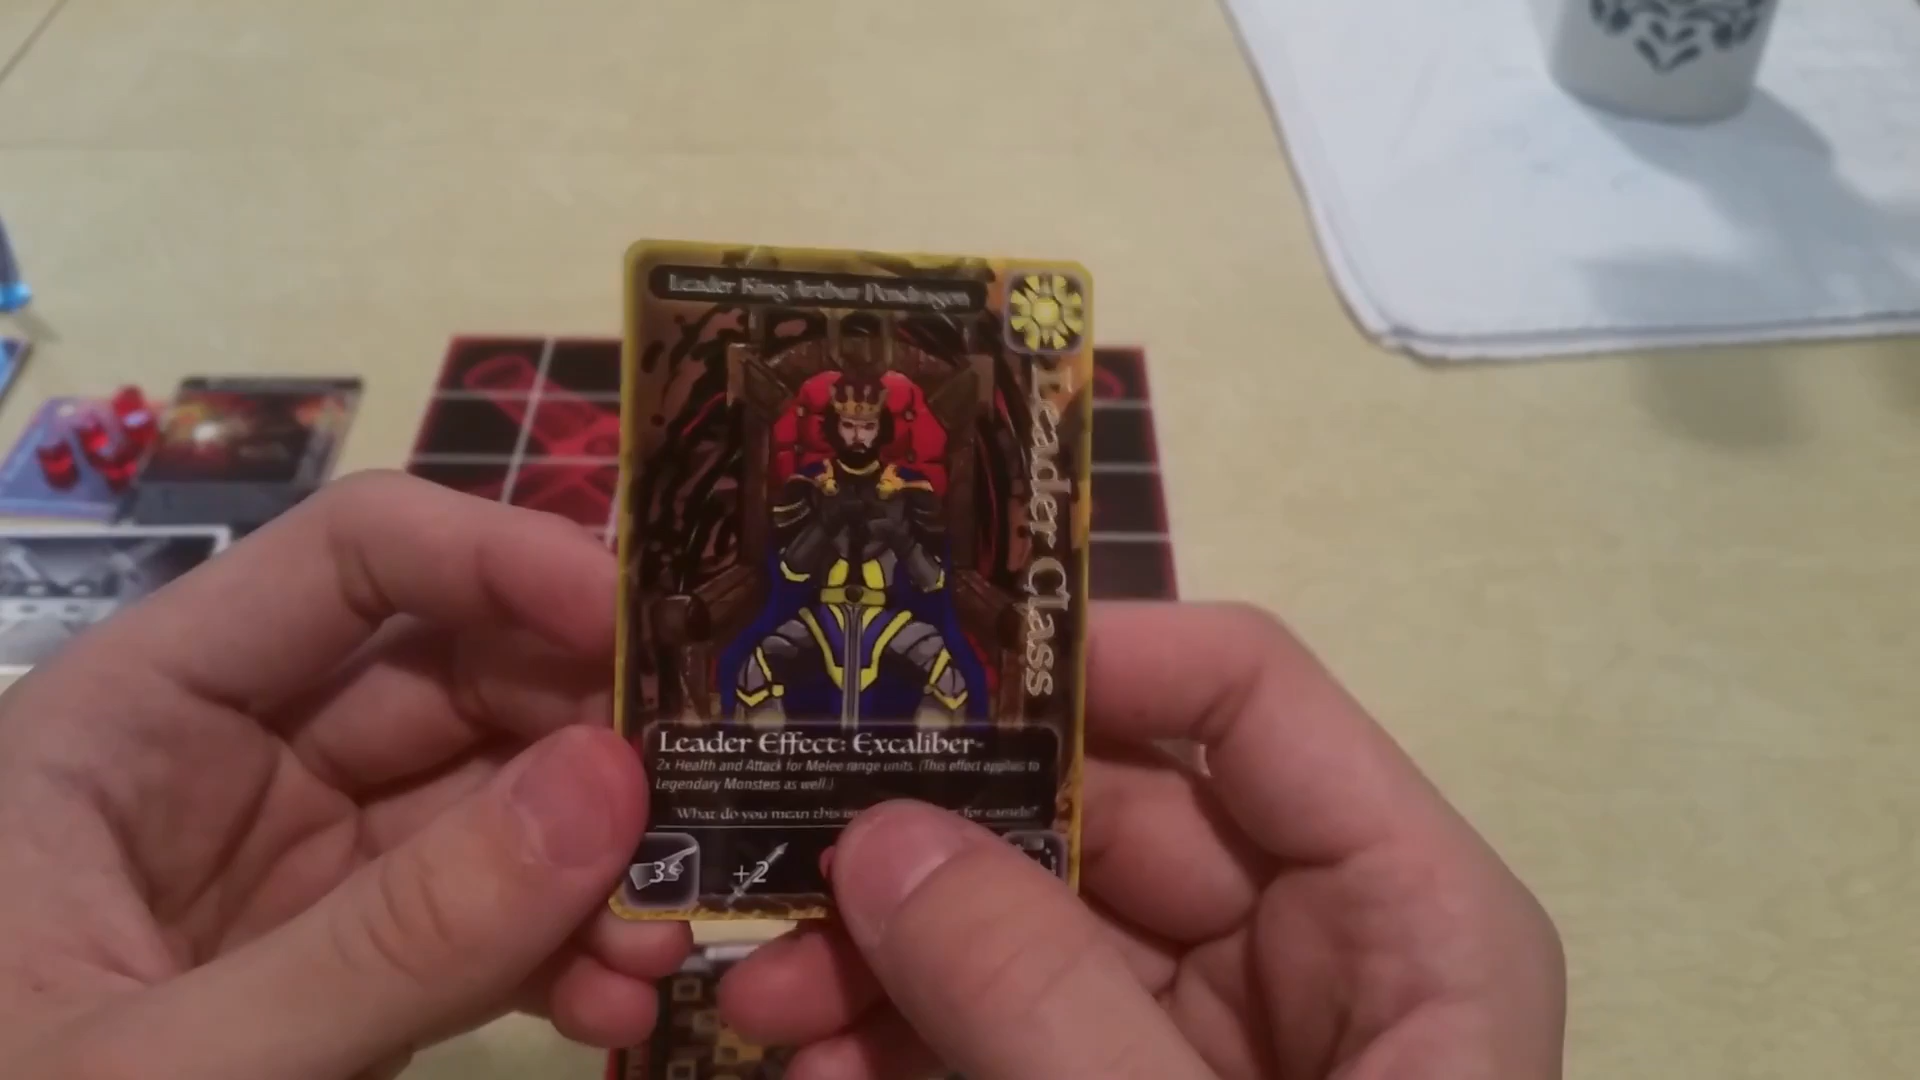 Leader King Arthur Pendragon
Leader Class
Leader Effect: Excaliber
2x Health and Attack for Melee range units. (This effect applies to
Legendary Monsters as well.)
"What do you mean this for camels?"
3
+2